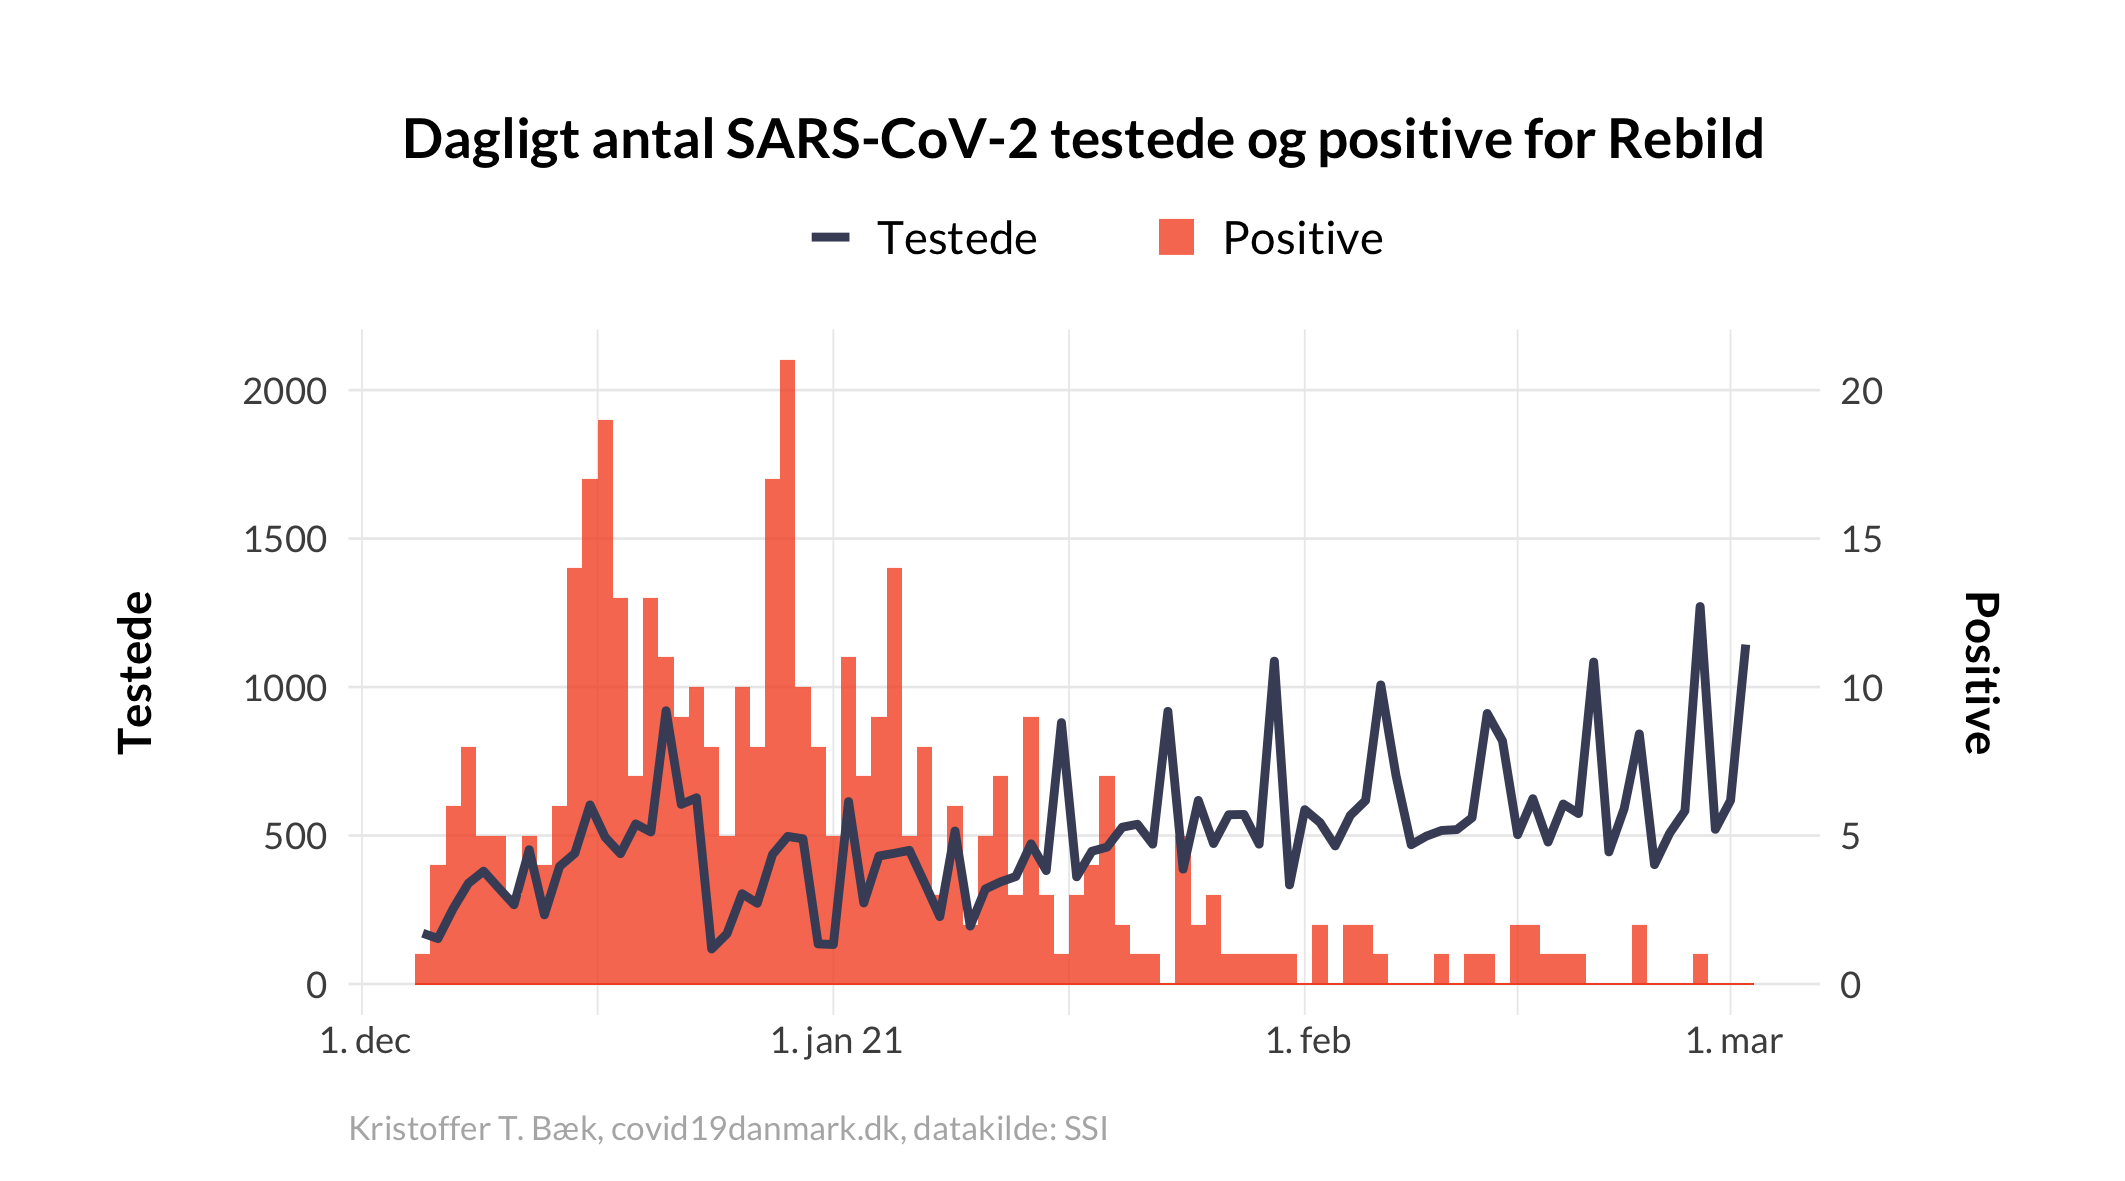 Dagligt antal SARS-CoV-2 testede og positive for Rebild
Testede
Positive
2000
1500
1000
500
0
20
15
10
5
0
Testede
Positive
1. dec
1. jan 21
1. feb
1. mar
Kristoffer T. Bæk, covid19danmark.dk, datakilde: SSI